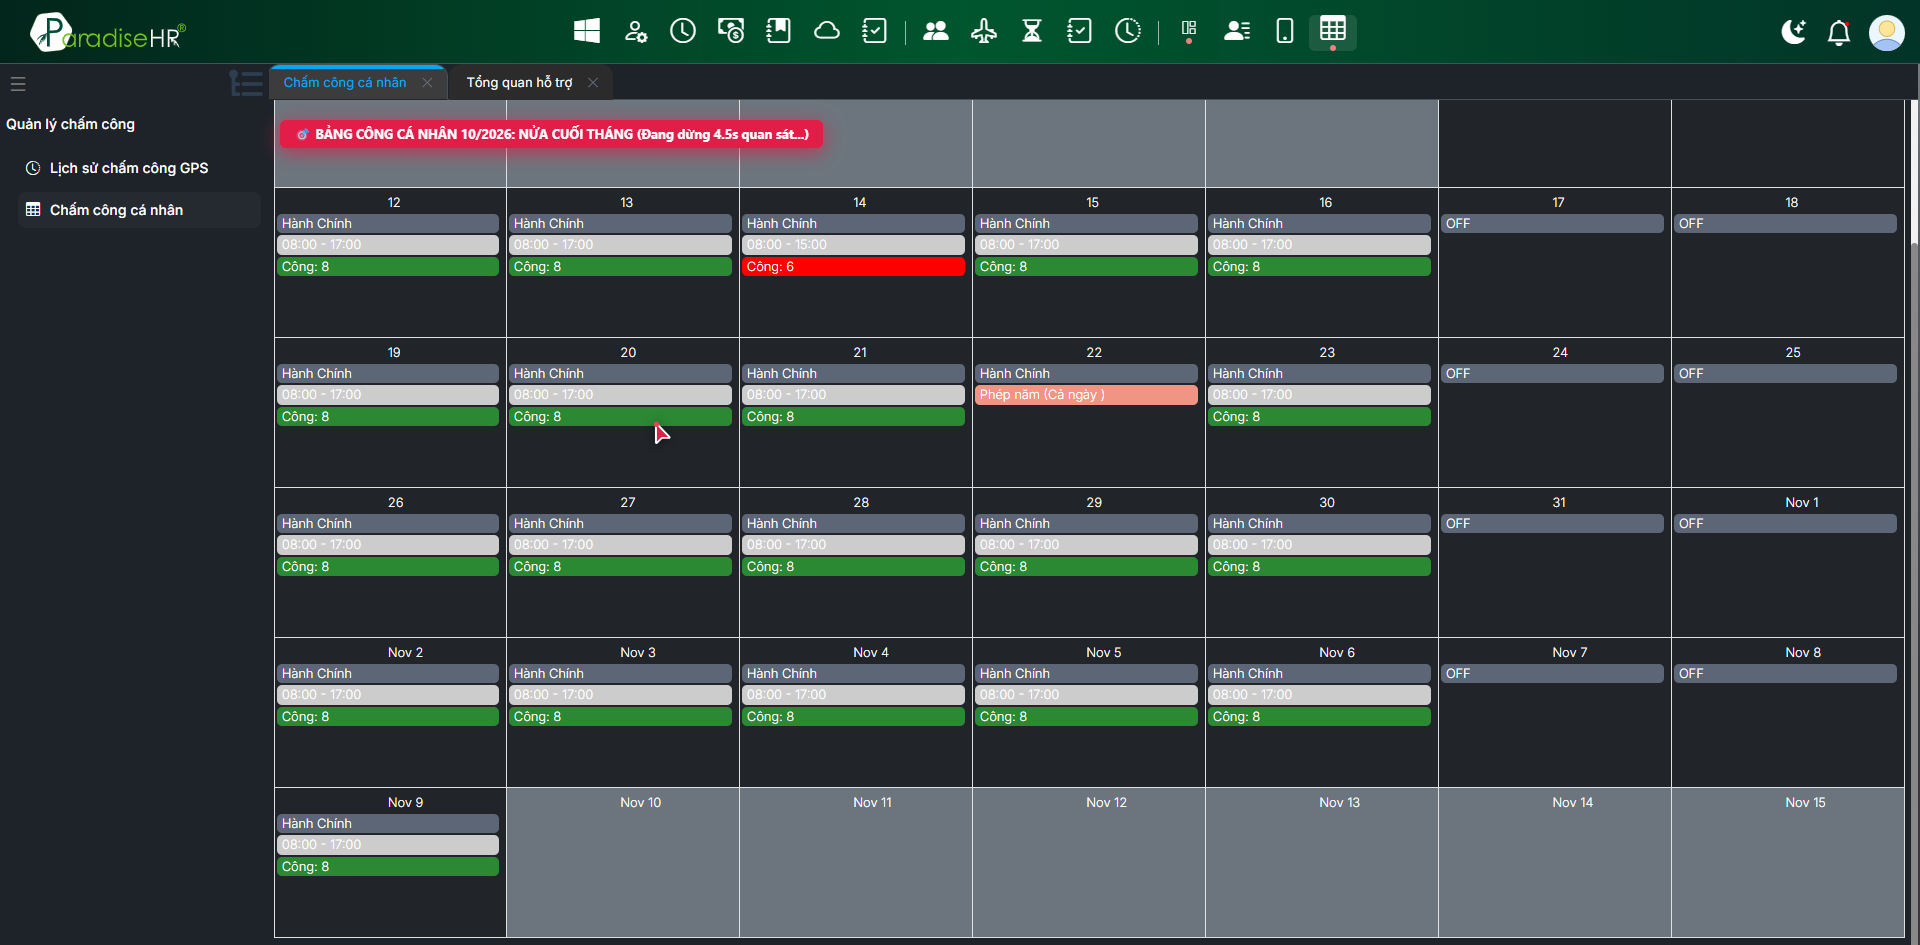 ParadiseHR®
Chấm công cá nhân
Tổng quan hỗ trợ
Quản lý chấm công
Lịch sử chấm công GPS
Chấm công cá nhân
BẢNG CÔNG CÁ NHÂN 10/2026: NỬA CUỐI THÁNG (Đang dừng 4.5s quan sát...)
12 13 14 15 16 17 18
Hành Chính Hành Chính Hành Chính Hành Chính Hành Chính OFF OFF
08:00 - 17:00 08:00 - 17:00 08:00 - 15:00 08:00 - 17:00 08:00 - 17:00
Công: 8 Công: 8 Công: 6 Công: 8 Công: 8
19 20 21 22 23 24 25
Hành Chính Hành Chính Hành Chính Hành Chính Hành Chính OFF OFF
08:00 - 17:00 08:00 - 17:00 08:00 - 17:00 Phép năm (Cả ngày ) 08:00 - 17:00
Công: 8 Công: 8 Công: 8 Công: 8
26 27 28 29 30 31 Nov 1
Hành Chính Hành Chính Hành Chính Hành Chính Hành Chính OFF OFF
08:00 - 17:00 08:00 - 17:00 08:00 - 17:00 08:00 - 17:00 08:00 - 17:00
Công: 8 Công: 8 Công: 8 Công: 8 Công: 8
Nov 2 Nov 3 Nov 4 Nov 5 Nov 6 Nov 7 Nov 8
Hành Chính Hành Chính Hành Chính Hành Chính Hành Chính OFF OFF
08:00 - 17:00 08:00 - 17:00 08:00 - 17:00 08:00 - 17:00 08:00 - 17:00
Công: 8 Công: 8 Công: 8 Công: 8 Công: 8
Nov 9 Nov 10 Nov 11 Nov 12 Nov 13 Nov 14 Nov 15
Hành Chính
08:00 - 17:00
Công: 8